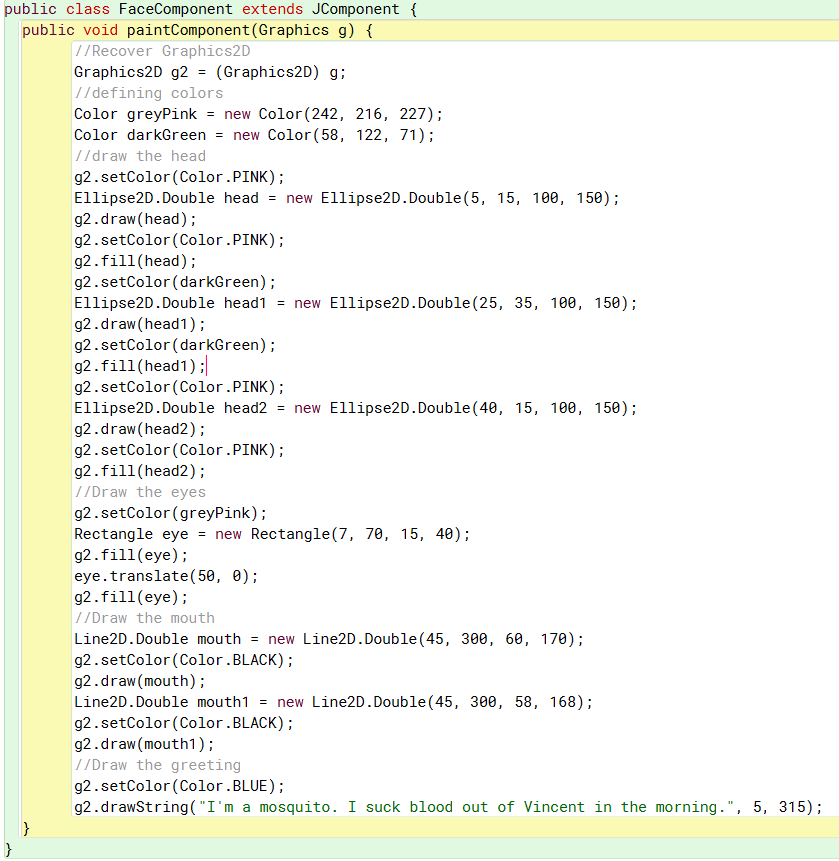 public class FaceComponent extends JComponent {
public void paintComponent(Graphics g) {
//Recover Graphics2D
Graphics2D g2 = (Graphics2D) g;
//defining colors
Color greyPink = new Color(242, 216, 227);
Color darkGreen = new Color(58, 122, 71);
//draw the head
g2.setColor(Color.PINK);
Ellipse2D.Double head = new Ellipse2D.Double(5, 15, 100, 150);
g2.draw(head);
g2.setColor(Color.PINK);
g2.fill(head);
g2.setColor(darkGreen);
Ellipse2D.Double head1 = new Ellipse2D.Double(25, 35, 100, 150);
g2.draw(head1);
g2.setColor(darkGreen);
g2.fill(head1);
g2.setColor(Color.PINK);
Ellipse2D.Double head2 = new Ellipse2D.Double(40, 15, 100, 150);
g2.draw(head2);
g2.setColor(Color.PINK);
g2.fill(head2);
//Draw the eyes
g2.setColor(greyPink);
Rectangle eye = new Rectangle(7, 70, 15, 40);
g2.fill(eye);
eye.translate(50, 0);
g2.fill(eye);
//Draw the mouth
Line2D.Double mouth = new Line2D.Double(45, 300, 60, 170);
g2.setColor(Color.BLACK);
g2.draw(mouth);
Line2D.Double mouth1 = new Line2D.Double(45, 300, 58, 168);
g2.setColor(Color.BLACK);
g2.draw(mouth1);
//Draw the greeting
g2.setColor(Color.BLUE);
g2.drawString("I'm a mosquito. I suck blood out of Vincent in the morning.", 5, 315);
}
}